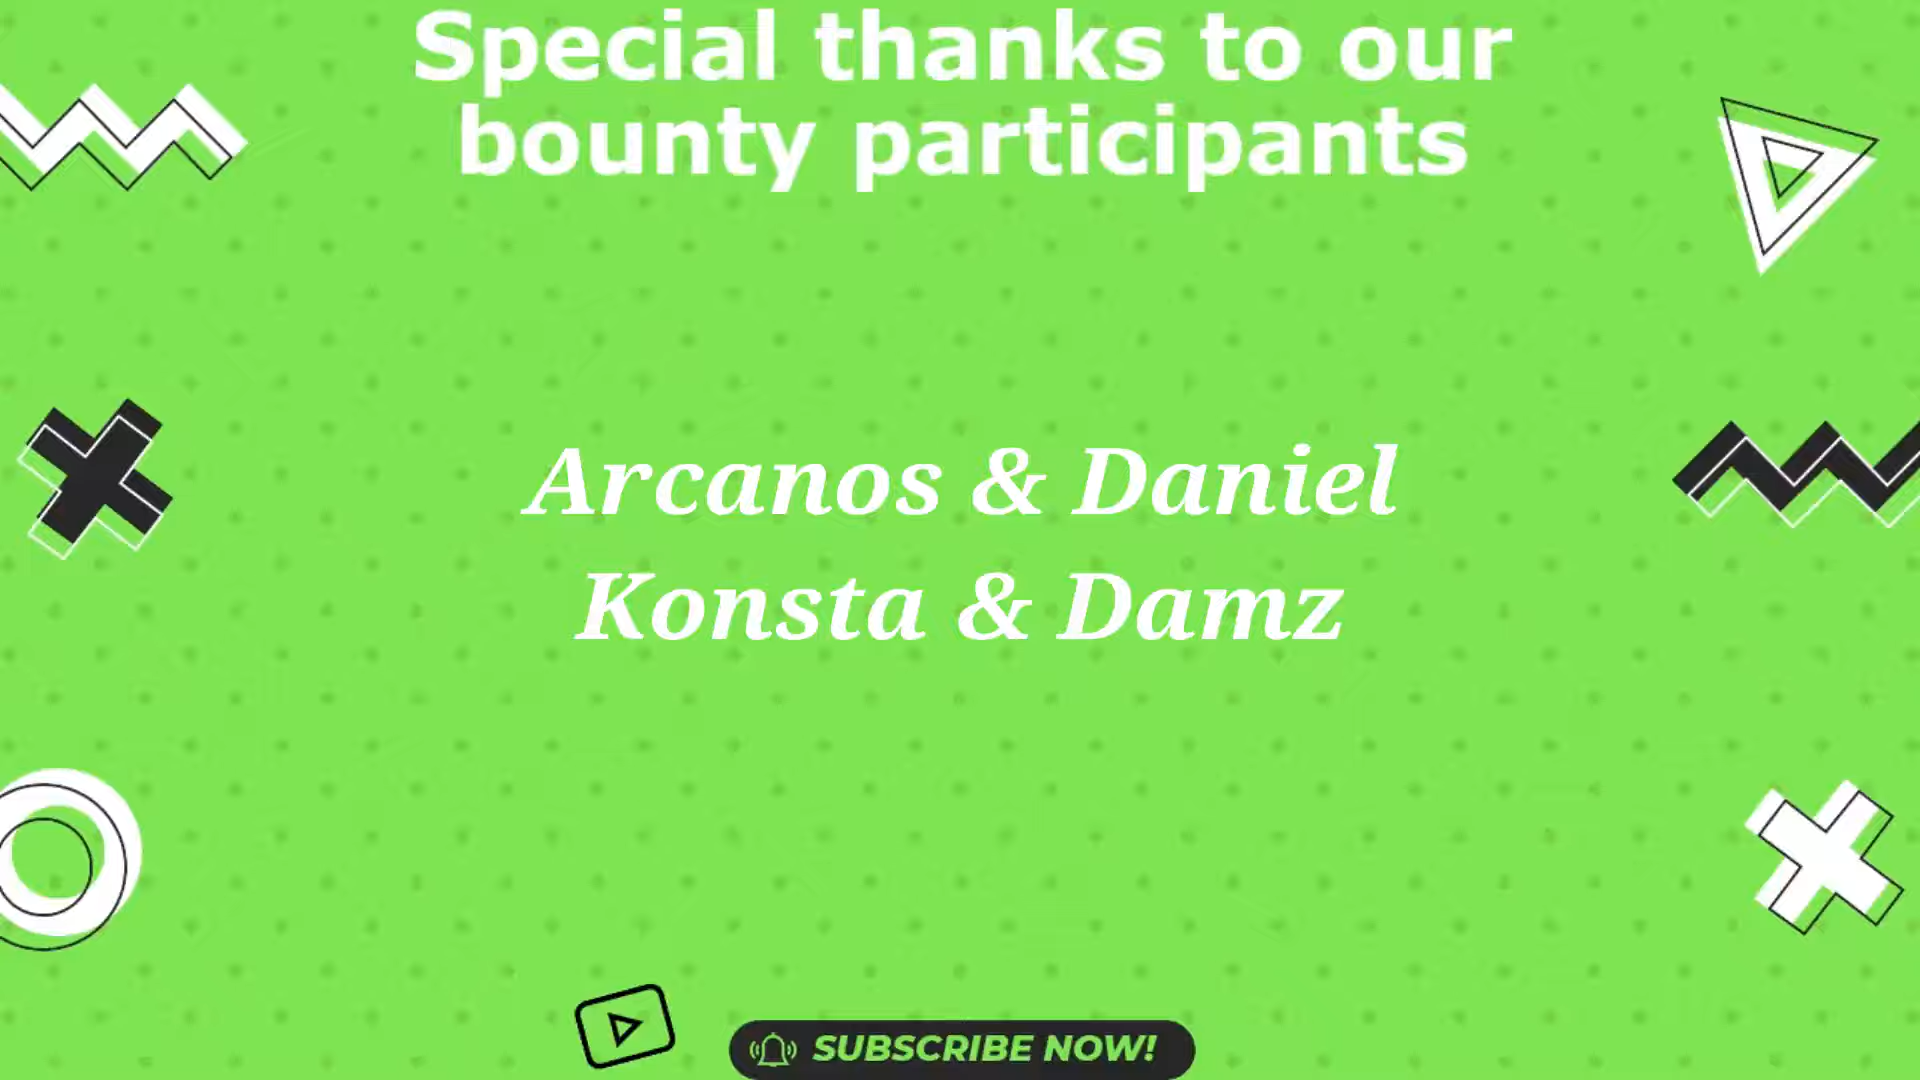 Special thanks to our
bounty participants
Arcanos & Daniel
Konsta & Damz
SUBSCRIBE NOW!